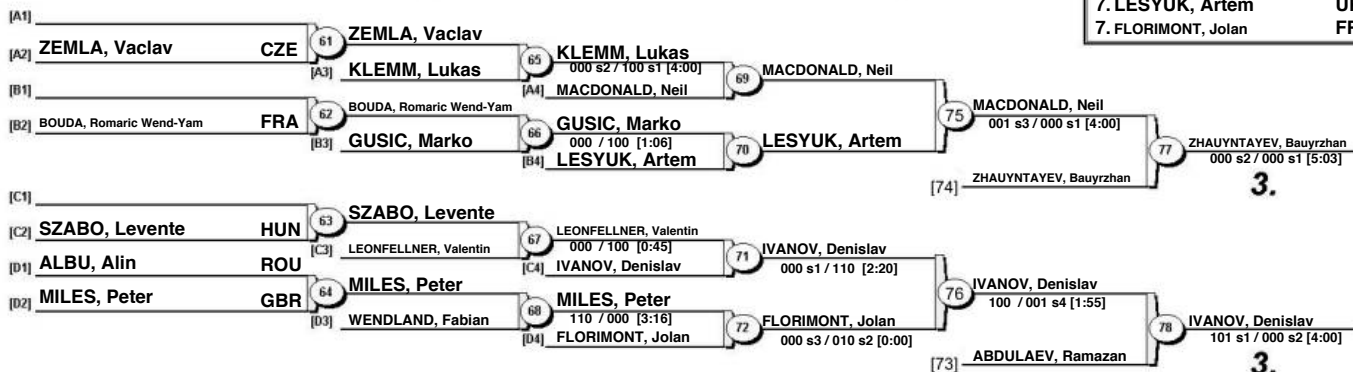 7. LESYUK, Artem
7. FLORIMONT, Jolan
[A1]
[A2] ZEMLA, Vaclav CZE
61
ZEMLA, Vaclav
[A3] KLEMM, Lukas
65
KLEMM, Lukas
000 s2 / 100 s1 [4:00]
[A4] MACDONALD, Neil
69
MACDONALD, Neil
[B1]
[B2] BOUDA, Romaric Wend-Yam FRA
62
BOUDA, Romaric Wend-Yam
[B3] GUSIC, Marko
66
GUSIC, Marko
000 / 100 [1:06]
[B4] LESYUK, Artem
70
LESYUK, Artem
75
MACDONALD, Neil
001 s3 / 000 s1 [4:00]
[74] ZHAUYNTAYEV, Bauyrzhan
77
ZHAUYNTAYEV, Bauyrzhan
000 s2 / 000 s1 [5:03]
3.
[C1]
[C2] SZABO, Levente HUN
63
SZABO, Levente
[C3] LEONFELLNER, Valentin
67
LEONFELLNER, Valentin
000 / 100 [0:45]
[C4] IVANOV, Denislav
71
IVANOV, Denislav
000 s1 / 110 [2:20]
[D1] ALBU, Alin ROU
[D2] MILES, Peter GBR
64
MILES, Peter
[D3] WENDLAND, Fabian
68
MILES, Peter
110 / 000 [3:16]
[D4] FLORIMONT, Jolan
72
FLORIMONT, Jolan
000 s3 / 010 s2 [0:00]
76
IVANOV, Denislav
100 / 001 s4 [1:55]
[73] ABDULAEV, Ramazan
78
IVANOV, Denislav
101 s1 / 000 s2 [4:00]
3.